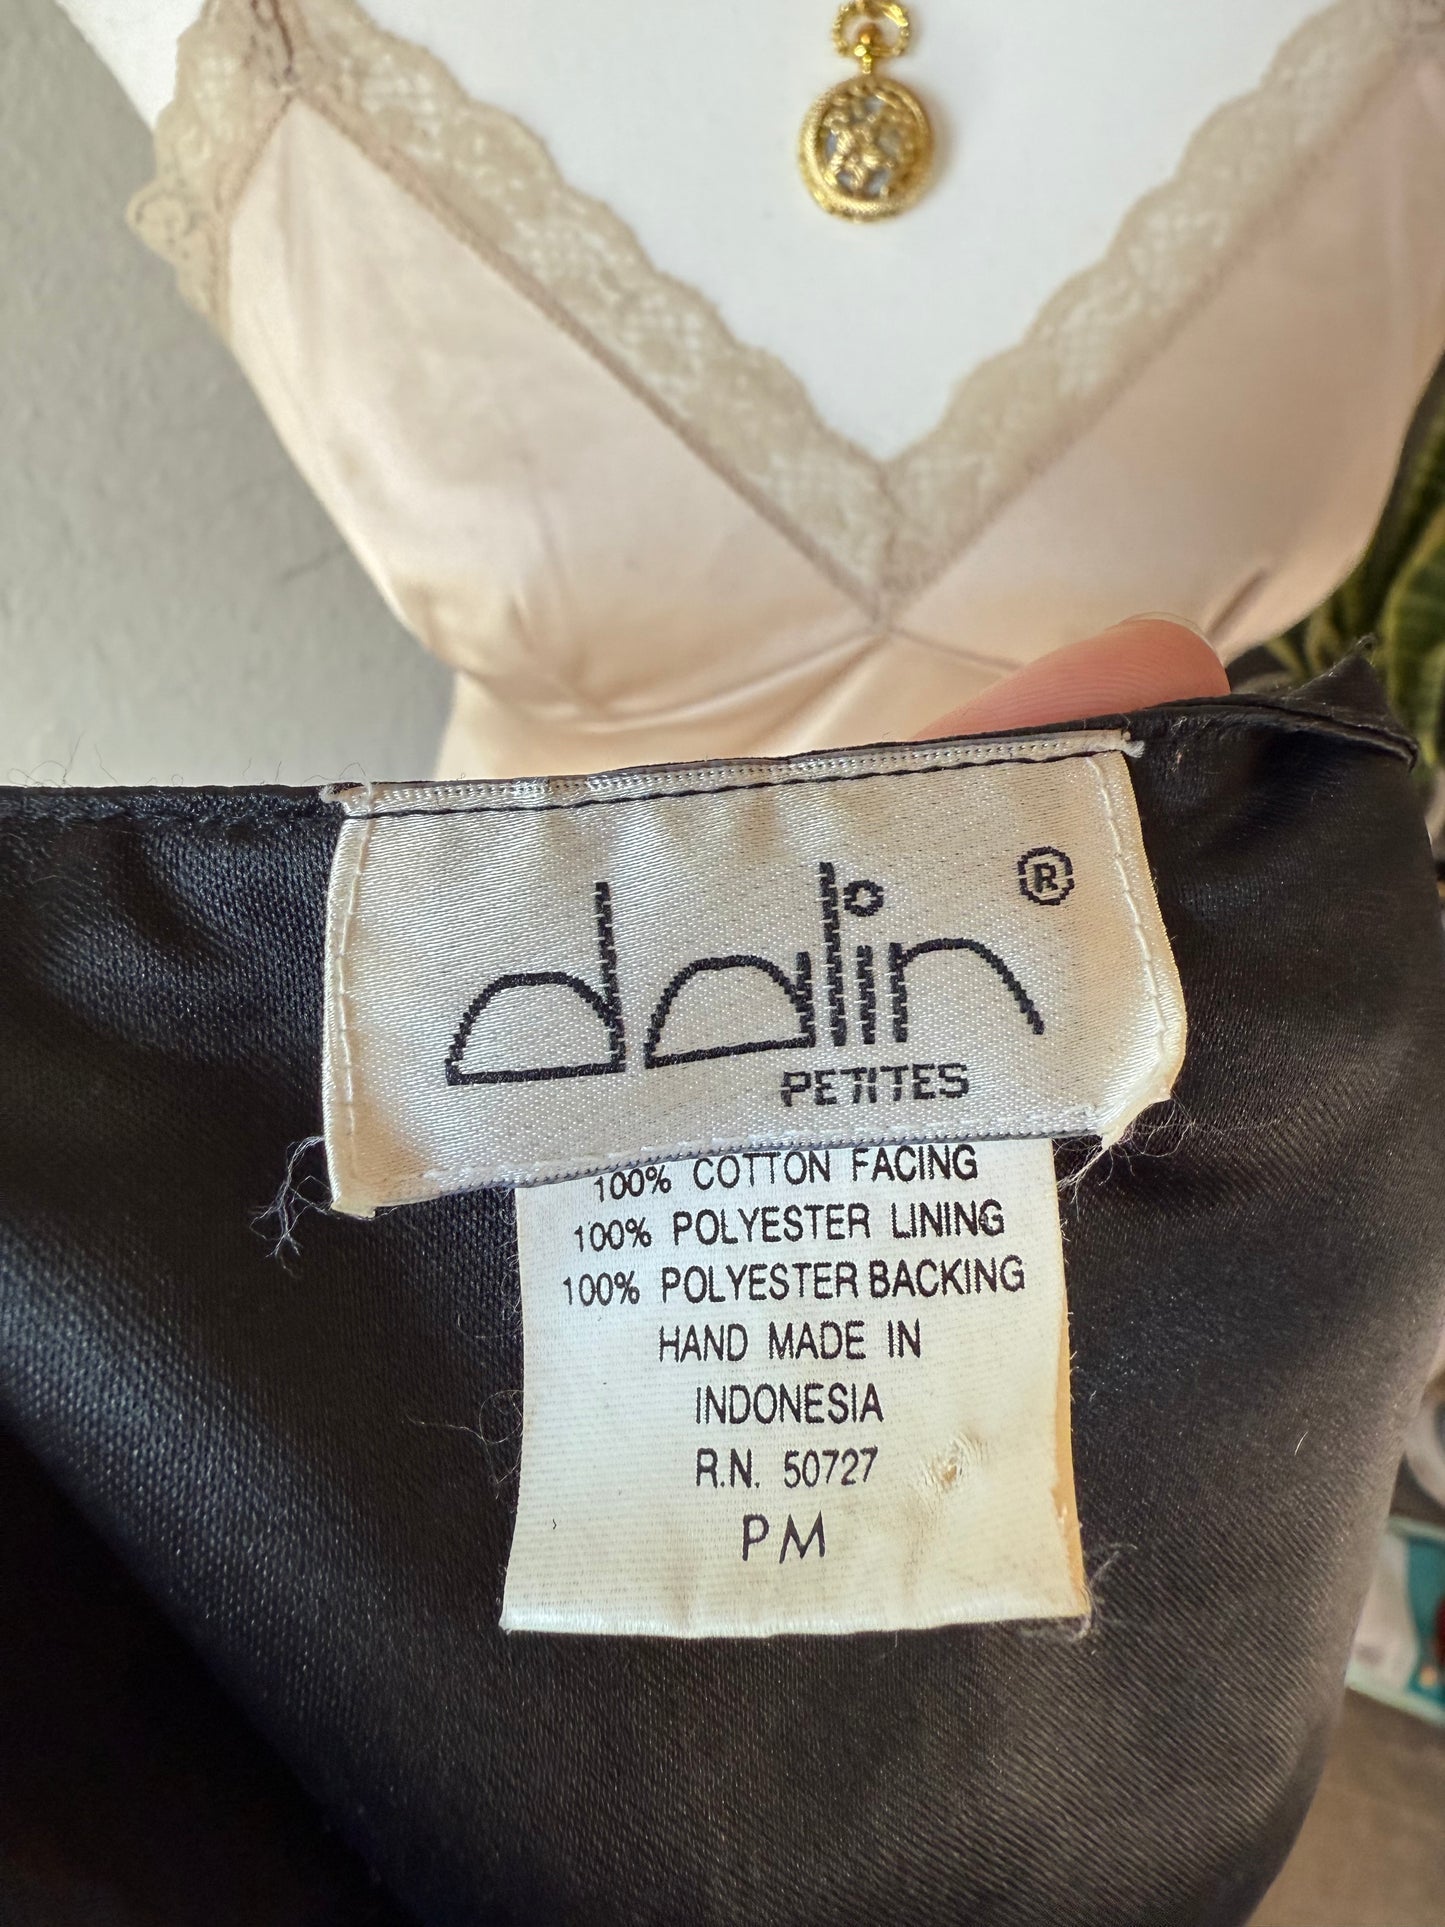 dalin ®
PETITES
100% COTTON FACING
100% POLYESTER LINING
100% POLYESTER BACKING
HAND MADE IN
INDONESIA
R.N. 50727
PM